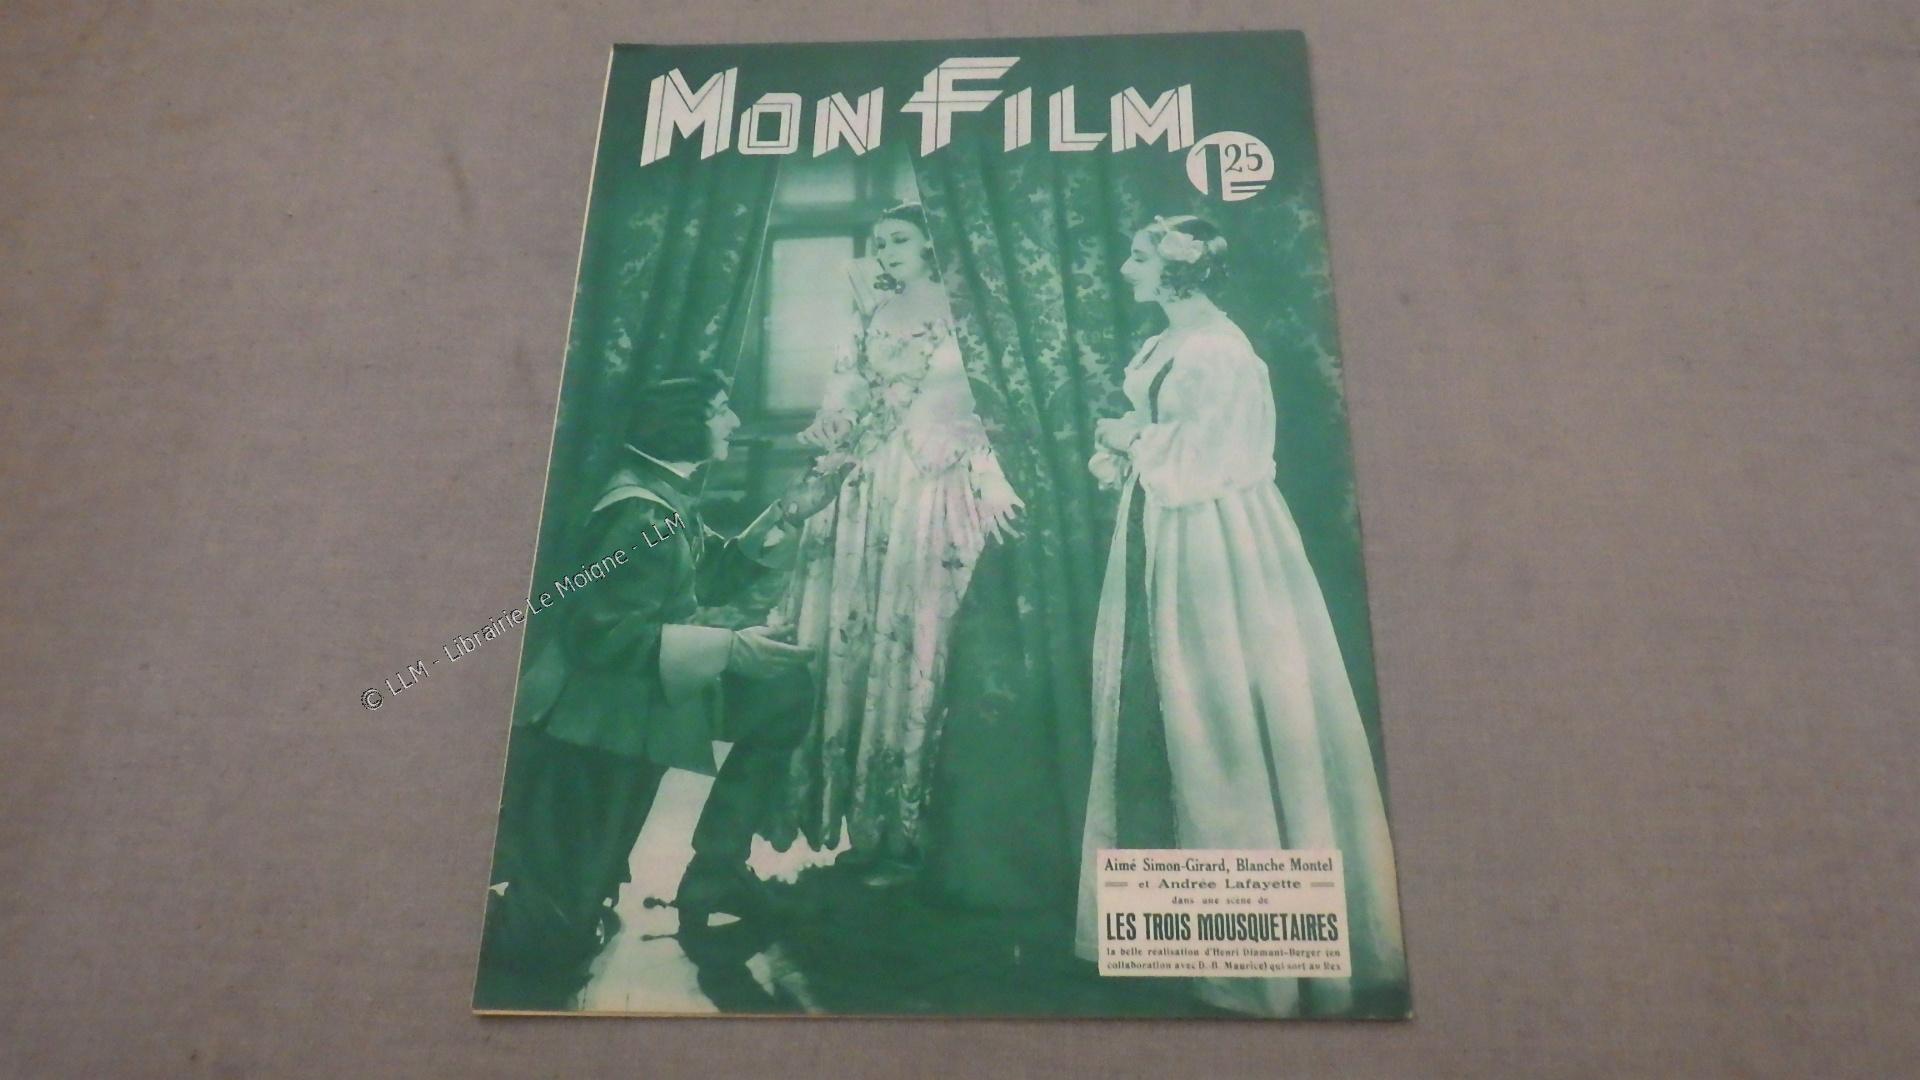 MON FILM
1 25
© LLM - Librairie Le Moigne - LLM
Aimé Simon-Girard, Blanche Montel
et Andrée Lafayette
dans une scène de
LES TROIS MOUSQUETAIRES
la belle réalisation d'Henri Diamant-Berger (en
collaboration avec D.-B. Maurice) qui sort au Rex